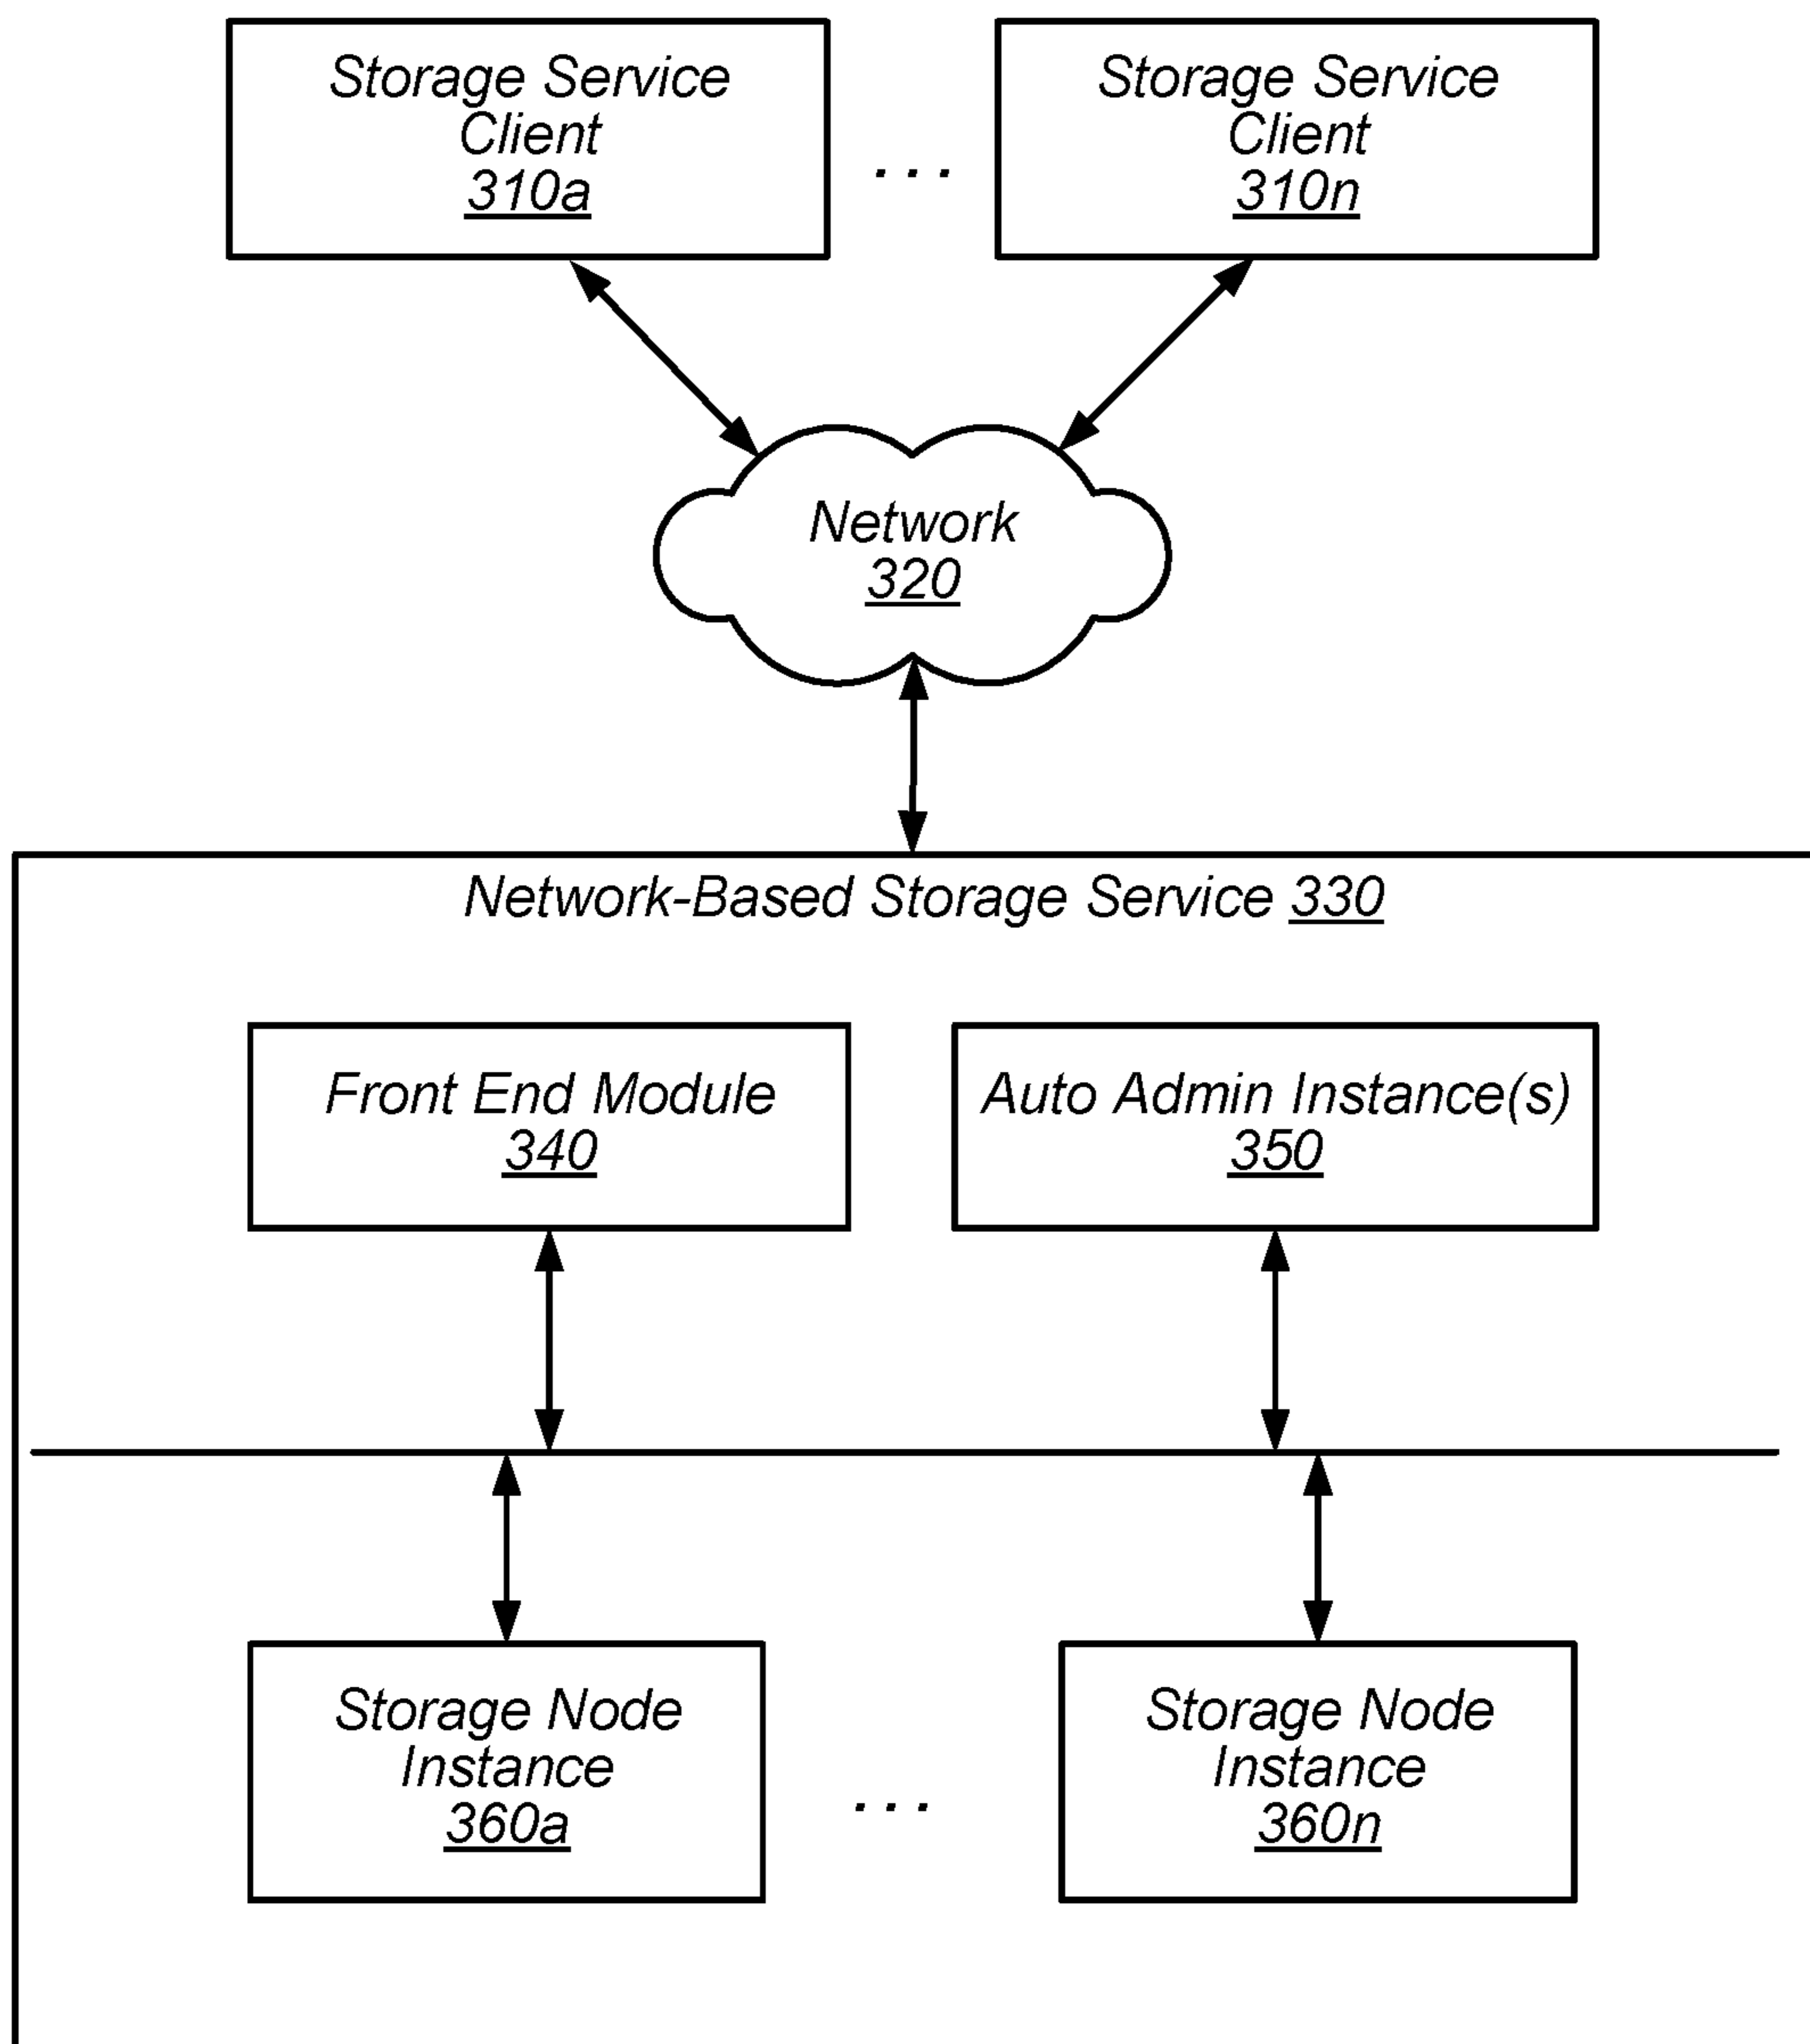 Storage Service
Client
310a
...
Storage Service
Client
310n
Network
320
Network-Based Storage Service 330
Front End Module
340
Auto Admin Instance(s)
350
Storage Node
Instance
360a
...
Storage Node
Instance
360n